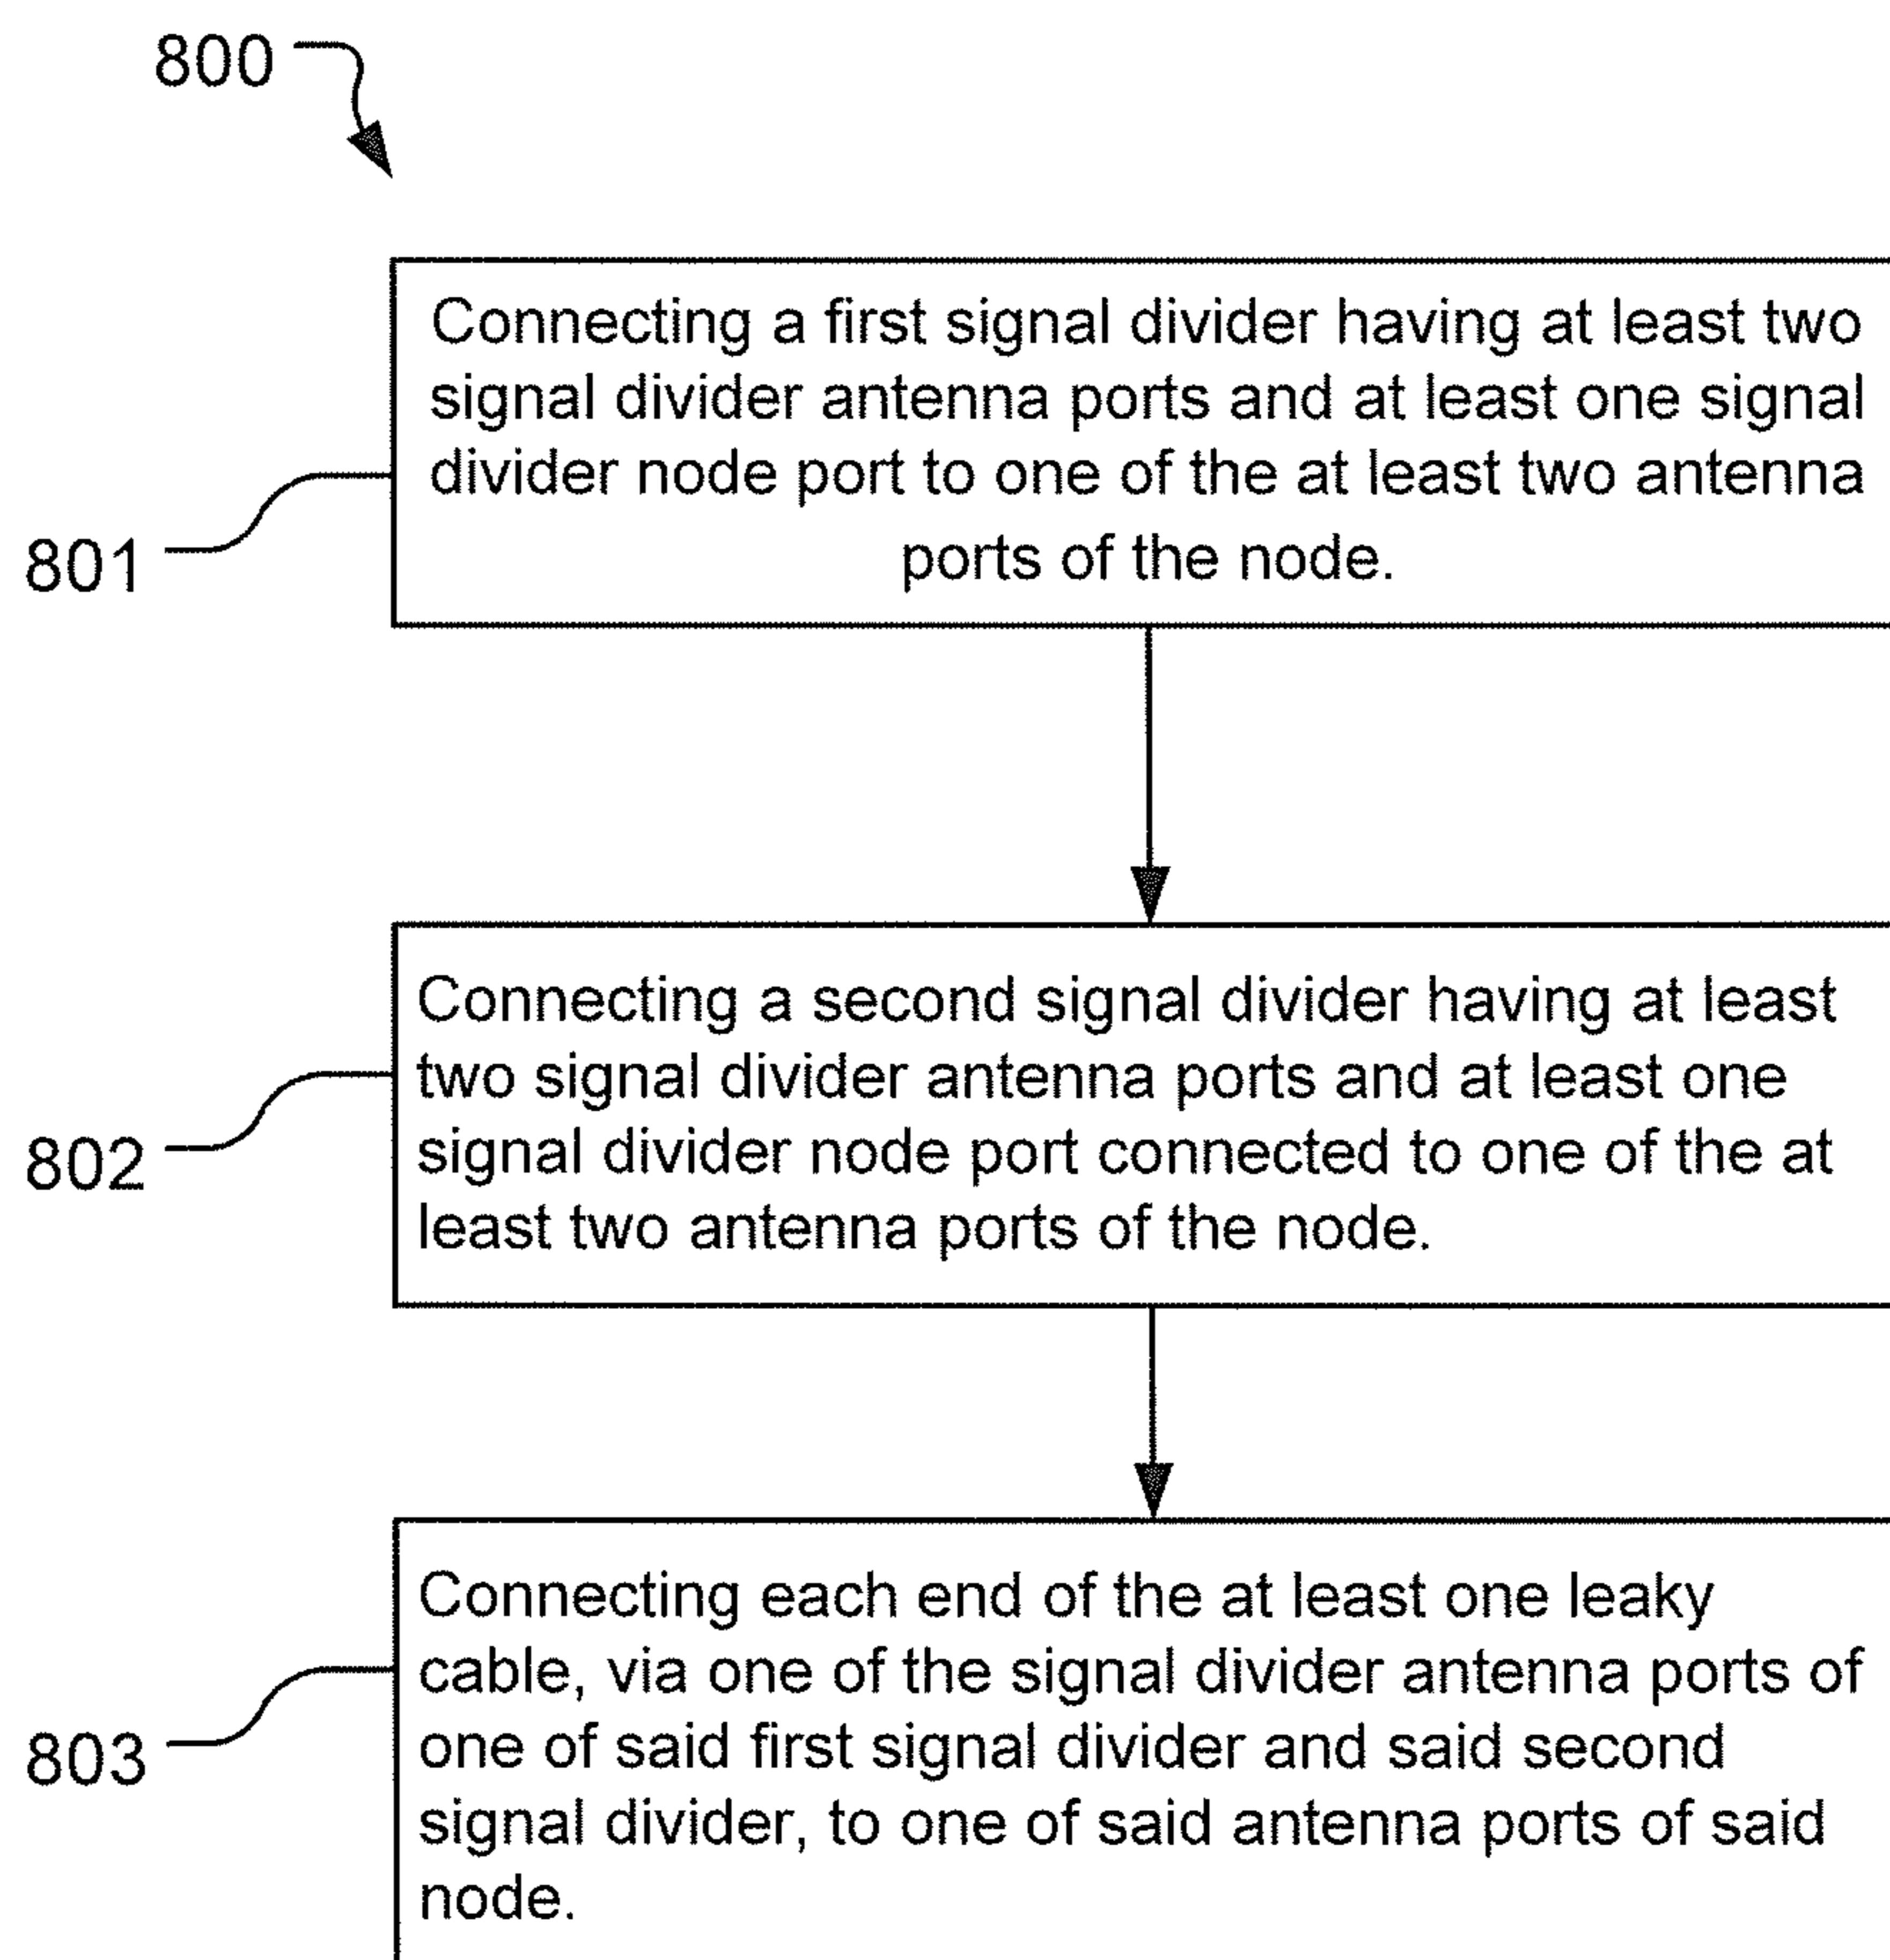 800
Connecting a first signal divider having at least two
signal divider antenna ports and at least one signal
divider node port to one of the at least two antenna
ports of the node.
801
Connecting a second signal divider having at least
two signal divider antenna ports and at least one
signal divider node port connected to one of the at
least two antenna ports of the node.
802
Connecting each end of the at least one leaky
cable, via one of the signal divider antenna ports of
one of said first signal divider and said second
signal divider, to one of said antenna ports of said
node.
803